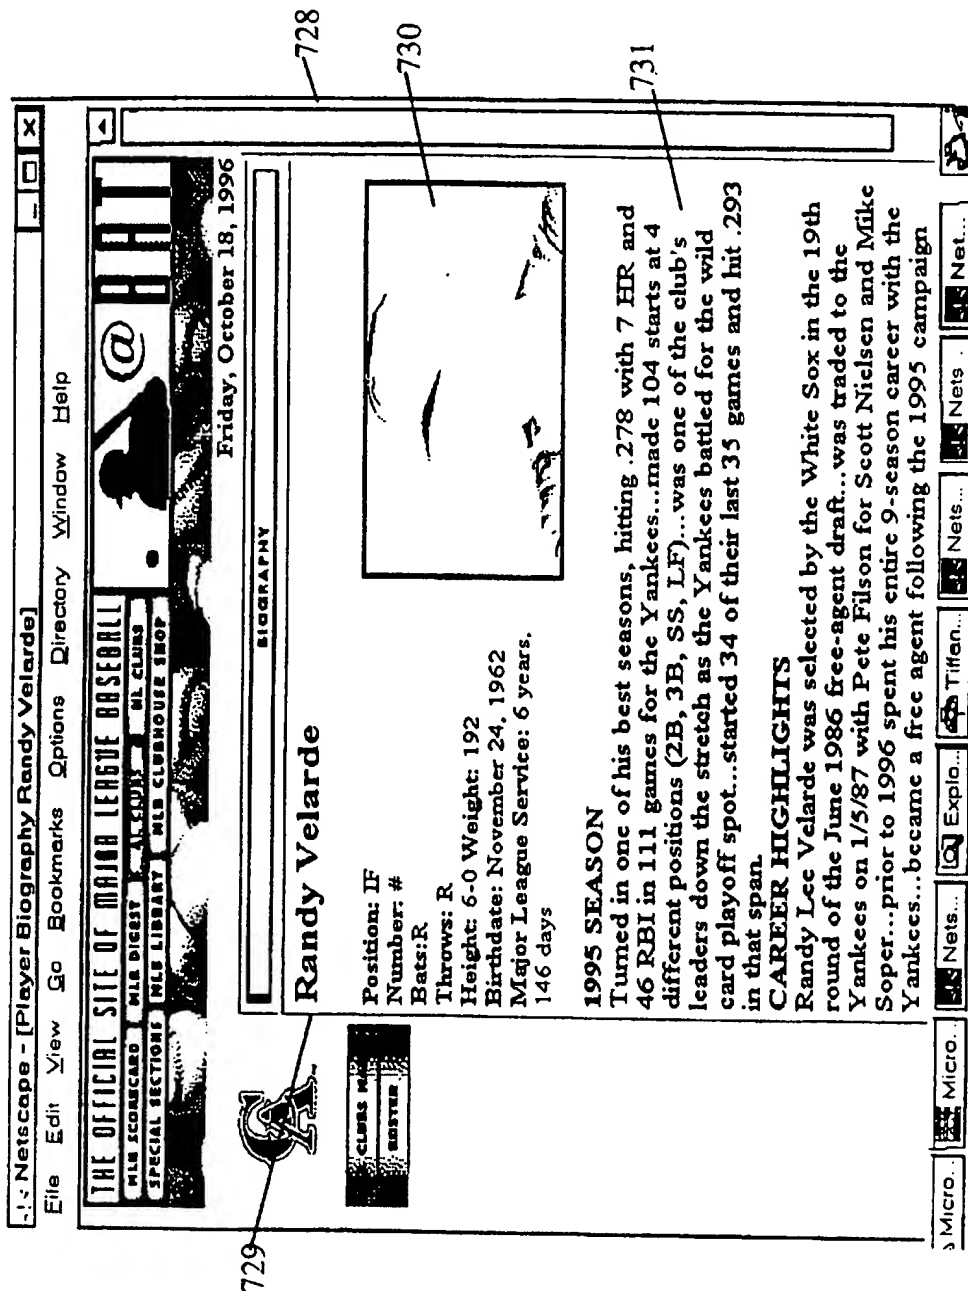 Netscape - [Player Biography Randy Velarde]
File Edit View Go Bookmarks Options Directory Window Help
THE OFFICIAL SITE OF MAJOR LEAGUE BASEBALL
MLB SCORECARD MLB DIGEST AL CLUBS NL CLUBS
SPECIAL SECTIONS MLB LIBRARY MLB CLUBHOUSE SHOP
@ BAT
Friday, October 18, 1996
728
BIOGRAPHY
CA
729
Randy Velarde
CLUBS MA
ROSTER
Position: IF
Number: #
Bats:R
Throws: R
Height: 6-0 Weight: 192
Birthdate: November 24, 1962
Major League Service: 6 years,
146 days
730
1995 SEASON
Turned in one of his best seasons, hitting .278 with 7 HR and
46 RBI in 111 games for the Yankees...made 104 starts at 4
different positions (2B, 3B, SS, LF)...was one of the club's
leaders down the stretch as the Yankees battled for the wild
card playoff spot...started 34 of their last 35 games and hit .293
in that span.
731
CAREER HIGHLIGHTS
Randy Lee Velarde was selected by the White Sox in the 19th
round of the June 1986 free-agent draft...was traded to the
Yankees on 1/5/87 with Pete Filson for Scott Nielsen and Mike
Soper...prior to 1996 spent his entire 9-season career with the
Yankees...became a free agent following the 1995 campaign
Micro... Micro... Nets... Explo... Tiffan... Nets... Nets . Net...